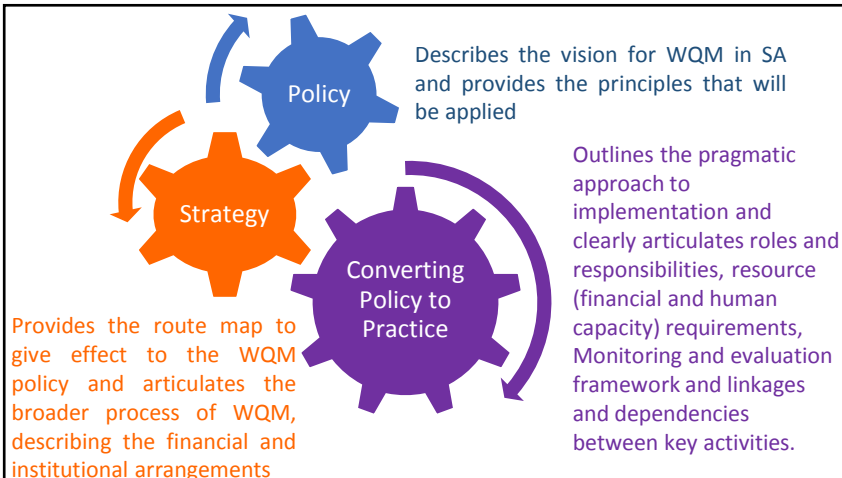 Policy
Describes the vision for WQM in SA
and provides the principles that will
be applied
Strategy
Provides the route map to
give effect to the WQM
policy and articulates the
broader process of WQM,
describing the financial and
institutional arrangements
Converting
Policy to
Practice
Outlines the pragmatic
approach to
implementation and
clearly articulates roles and
responsibilities, resource
(financial and human
capacity) requirements,
Monitoring and evaluation
framework and linkages
and dependencies
between key activities.